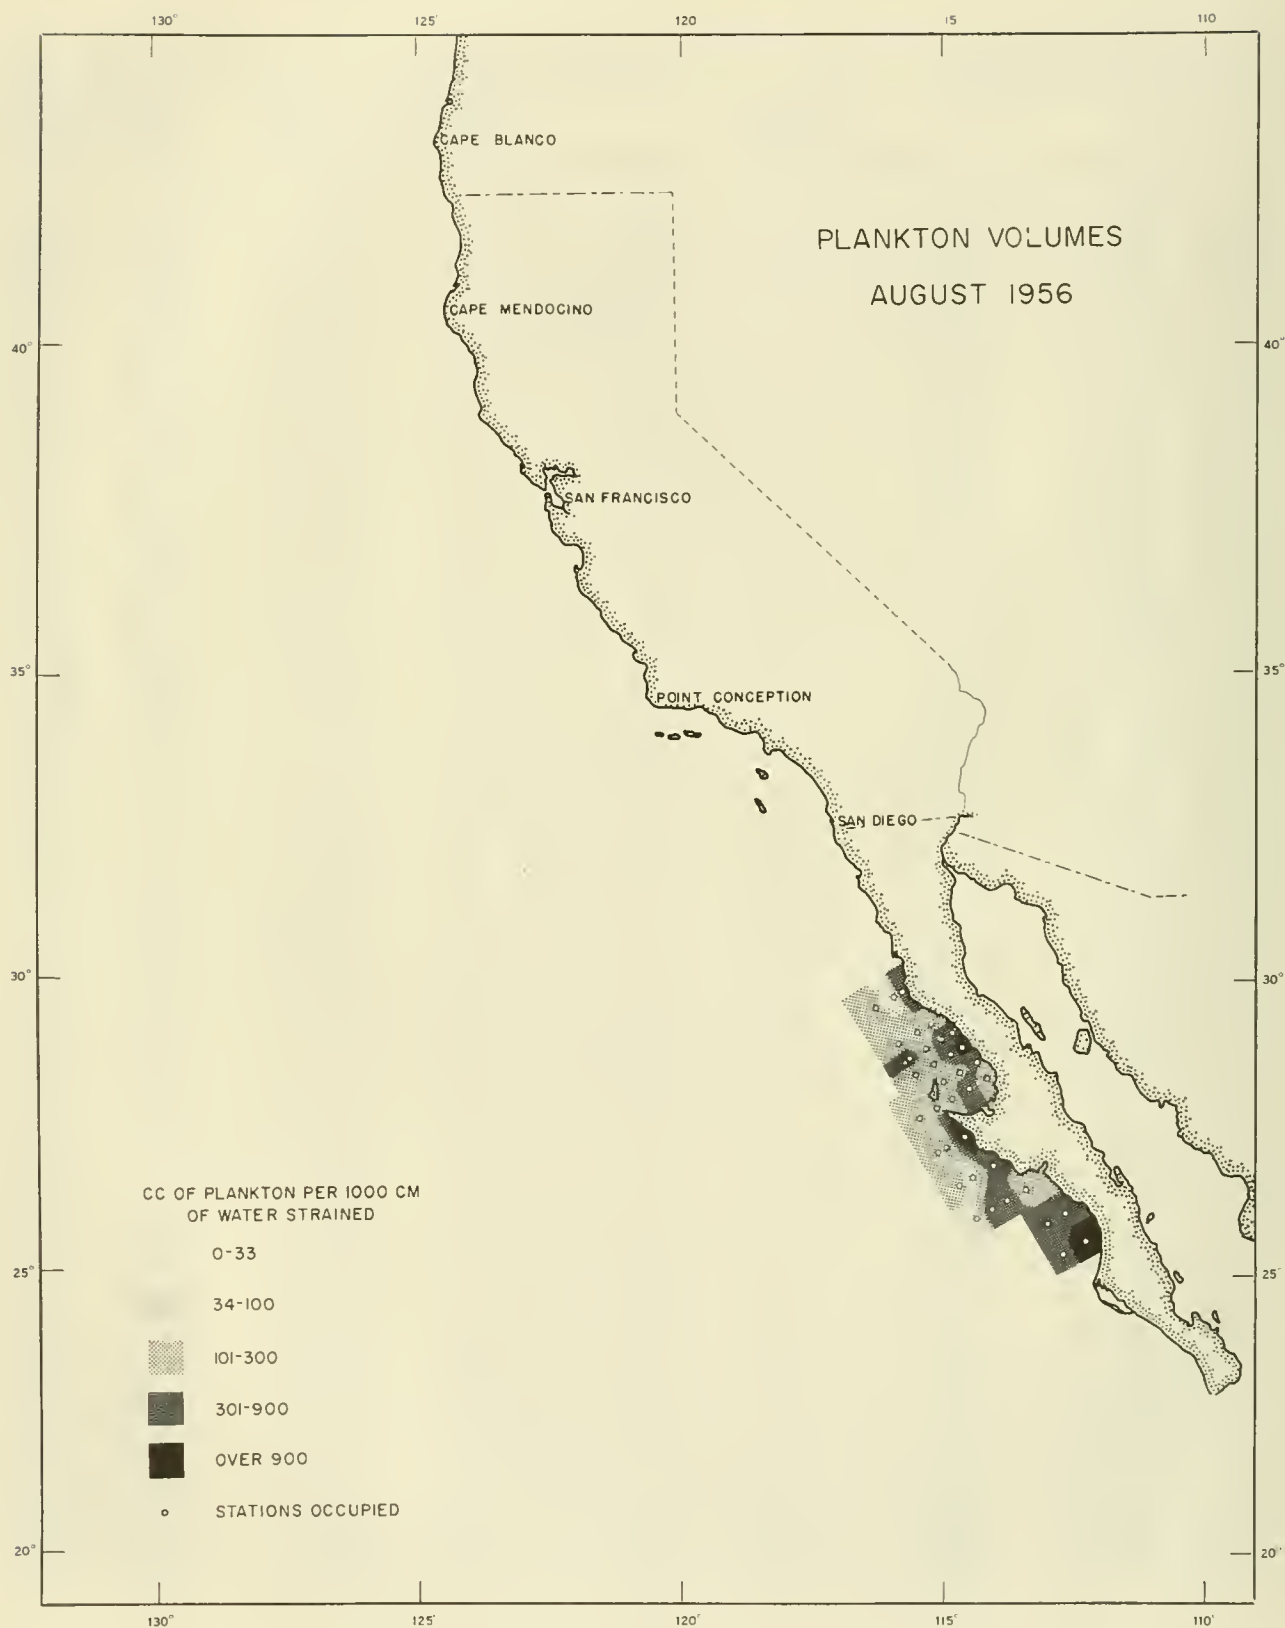 130° 125' 120 15 110
CAPE BLANCO
PLANKTON VOLUMES
AUGUST 1956
CAPE MENDOCINO
40° 40°
SAN FRANCISCO
35° 35°
POINT CONCEPTION
SAN DIEGO
30° 30°
CC OF PLANKTON PER 1000 CM
OF WATER STRAINED
0-33
25° 25°
34-100
101-300
301-900
OVER 900
STATIONS OCCUPIED
20° 20°
130° 125' 120' 115' 110'